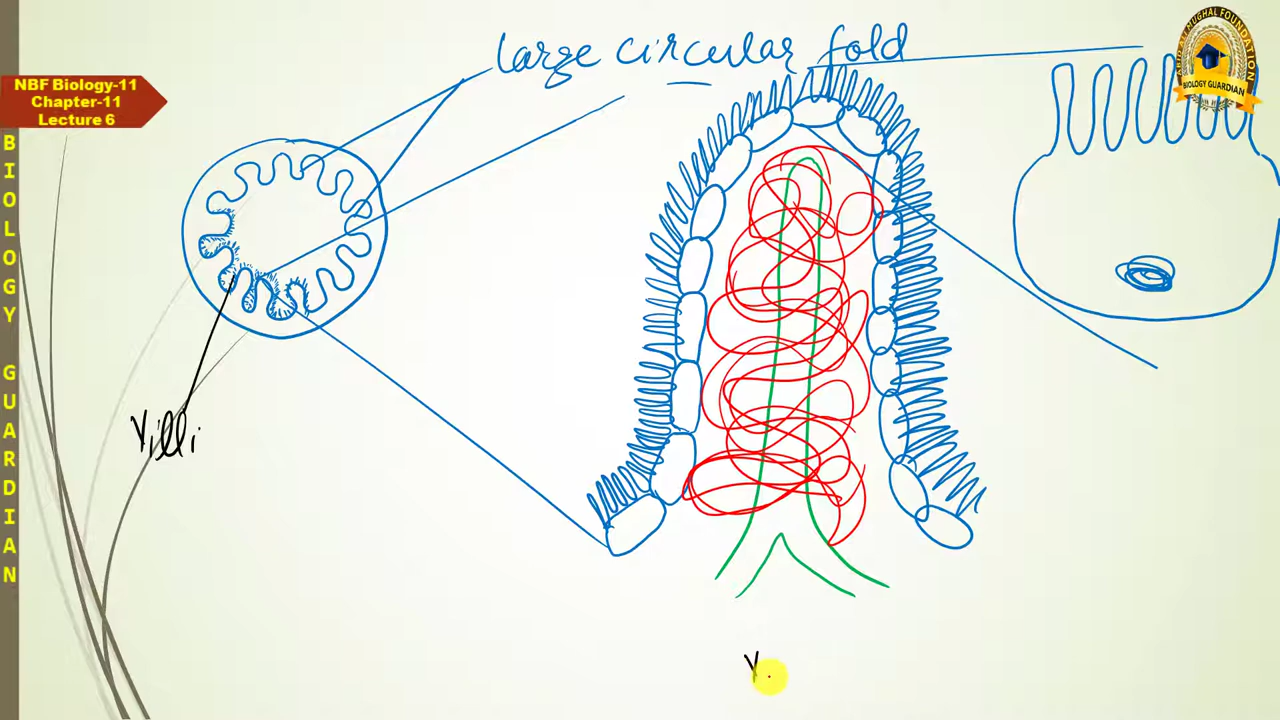 large circular fold
NBF Biology-11
Chapter-11
Lecture 6
BIOLOGY GUARDIAN
BIOLOGY GUARDIAN
Villi
V